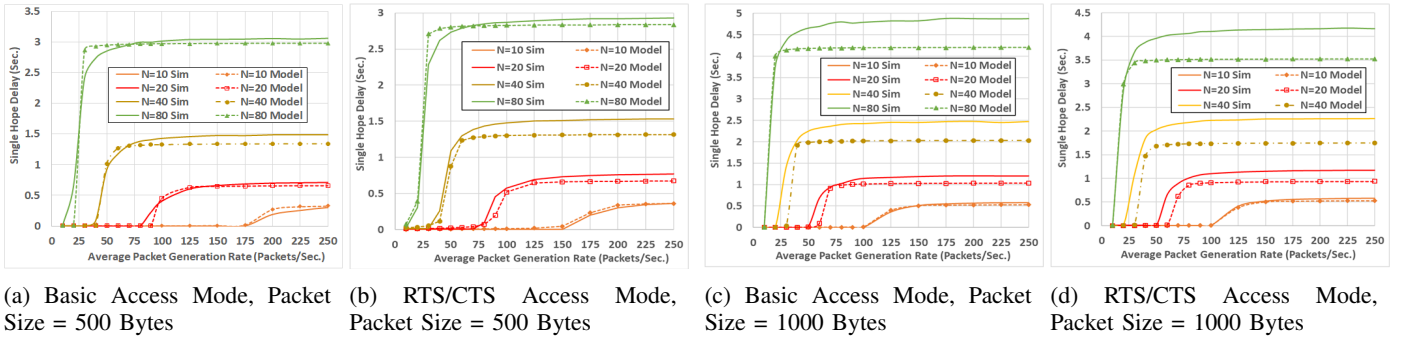 Single Hope Delay (Sec.)
3.5
3
2.5
2
1.5
1
0.5
0
N=10 Sim N=10 Model
N=20 Sim N=20 Model
N=40 Sim N=40 Model
N=80 Sim N=80 Model
0 25 50 75 100 125 150 175 200 225 250
Average Packet Generation Rate (Packets/Sec.)
(a) Basic Access Mode, Packet
Size = 500 Bytes
Single Hope Delay (Sec.)
3
2.5
2
1.5
1
0.5
0
N=10 Sim N=10 Model
N=20 Sim N=20 Model
N=40 Sim N=40 Model
N=80 Sim N=80 Model
0 25 50 75 100 125 150 175 200 225 250
Average Packet Generation Rate (Packets/Sec.)
(b) RTS/CTS Access Mode,
Packet Size = 500 Bytes
Single Hope Delay (Sec.)
5
4.5
4
3.5
3
2.5
2
1.5
1
0.5
0
N=10 Sim N=10 Model
N=20 Sim N=20 Model
N=40 Sim N=40 Model
N=80 Sim N=80 Model
0 25 50 75 100 125 150 175 200 225 250
Average Packet Generation Rate (Packets/Sec.)
(c) Basic Access Mode, Packet
Size = 1000 Bytes
Sungle Hope Delay (Sec.)
4.5
4
3.5
3
2.5
2
1.5
1
0.5
0
N=10 Sim N=10 Model
N=20 Sim N=20 Model
N=40 Sim N=40 Model
N=80 Sim N=80 Model
0 25 50 75 100 125 150 175 200 225 250
Average Packet Generation Rate (Packets/Sec.)
(d) RTS/CTS Access Mode,
Packet Size = 1000 Bytes